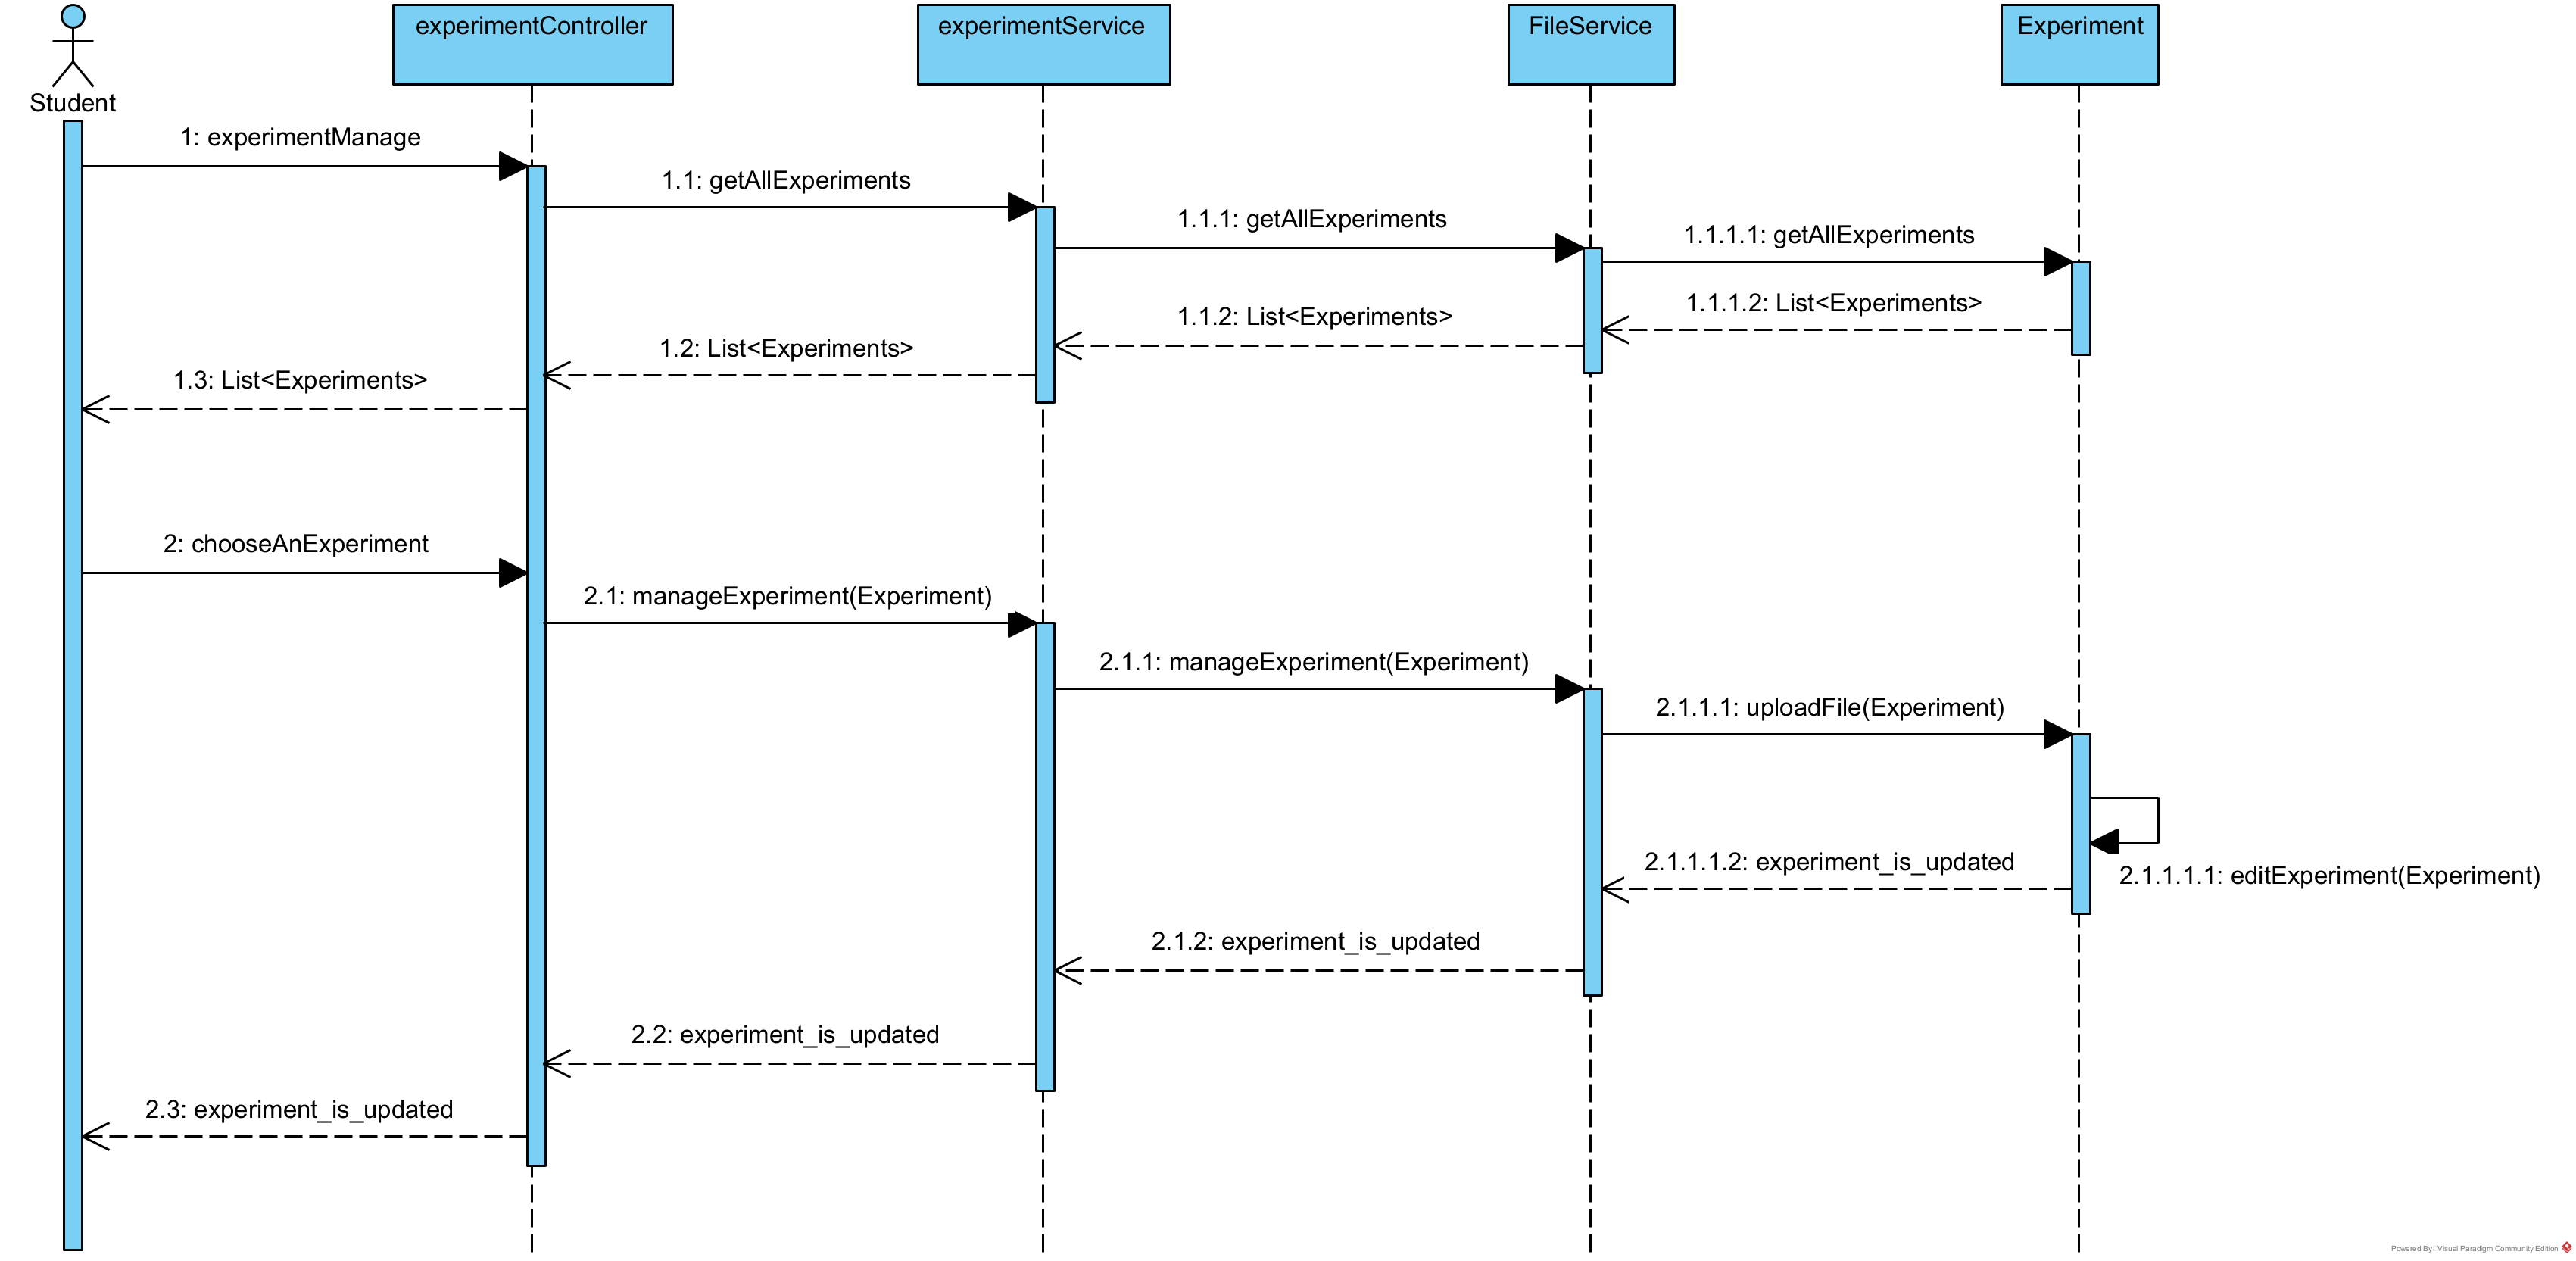 Student
experimentController
experimentService
FileService
Experiment
1: experimentManage
1.1: getAllExperiments
1.1.1: getAllExperiments
1.1.1.1: getAllExperiments
1.1.1.2: List<Experiments>
1.1.2: List<Experiments>
1.2: List<Experiments>
1.3: List<Experiments>
2: chooseAnExperiment
2.1: manageExperiment(Experiment)
2.1.1: manageExperiment(Experiment)
2.1.1.1: uploadFile(Experiment)
2.1.1.1.1: editExperiment(Experiment)
2.1.1.1.2: experiment_is_updated
2.1.2: experiment_is_updated
2.2: experiment_is_updated
2.3: experiment_is_updated
Powered By: Visual Paradigm Community Edition